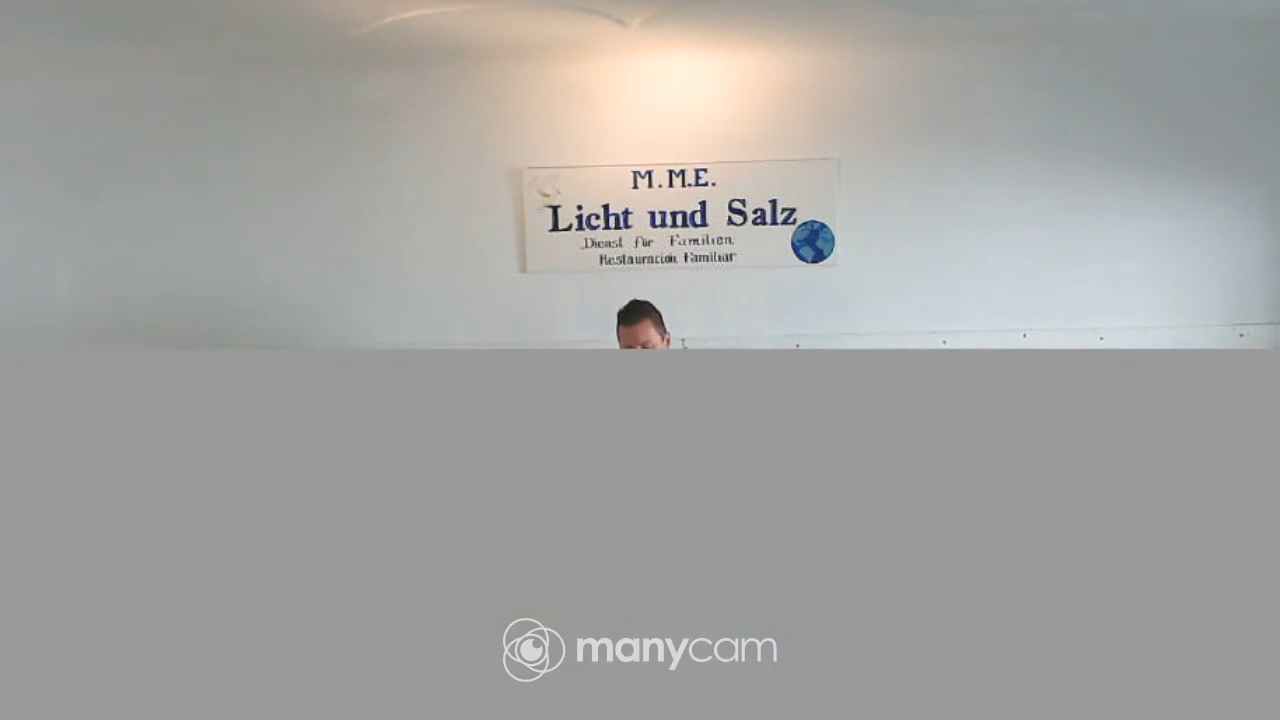 M.M.E.
Licht und Salz
Dienst für Familien
Restauración Familiar
manycam